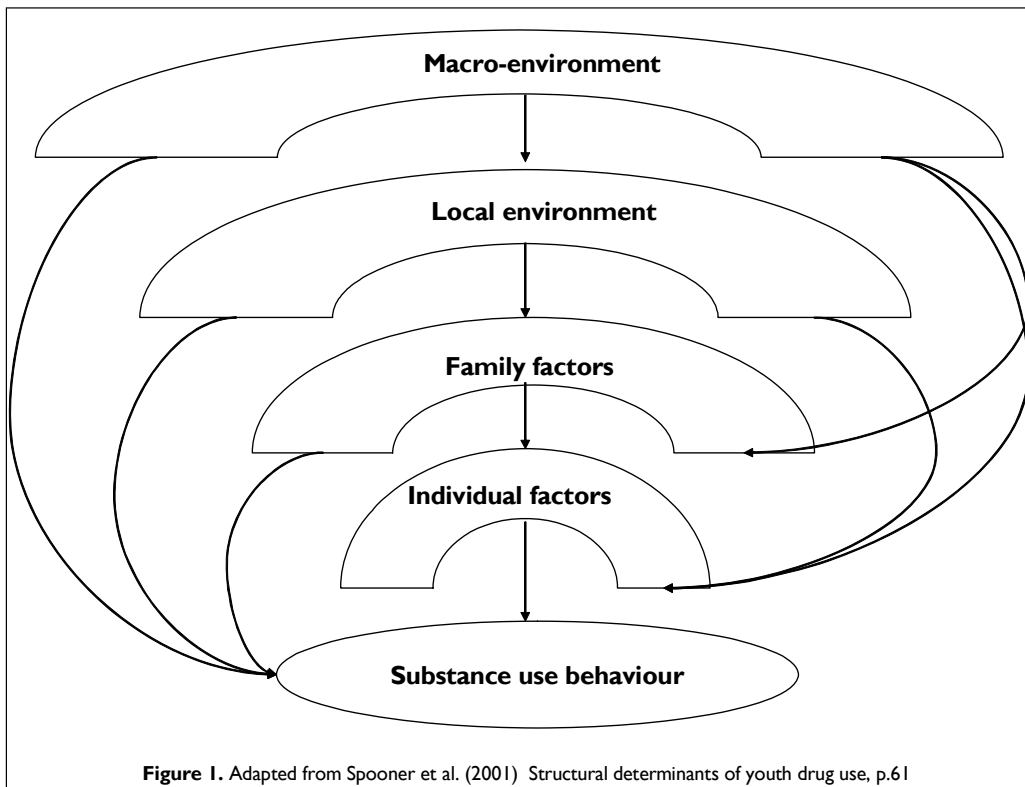 Macro-environment
Local environment
Family factors
Individual factors
Substance use behaviour
Figure 1. Adapted from Spooner et al. (2001) Structural determinants of youth drug use, p.61